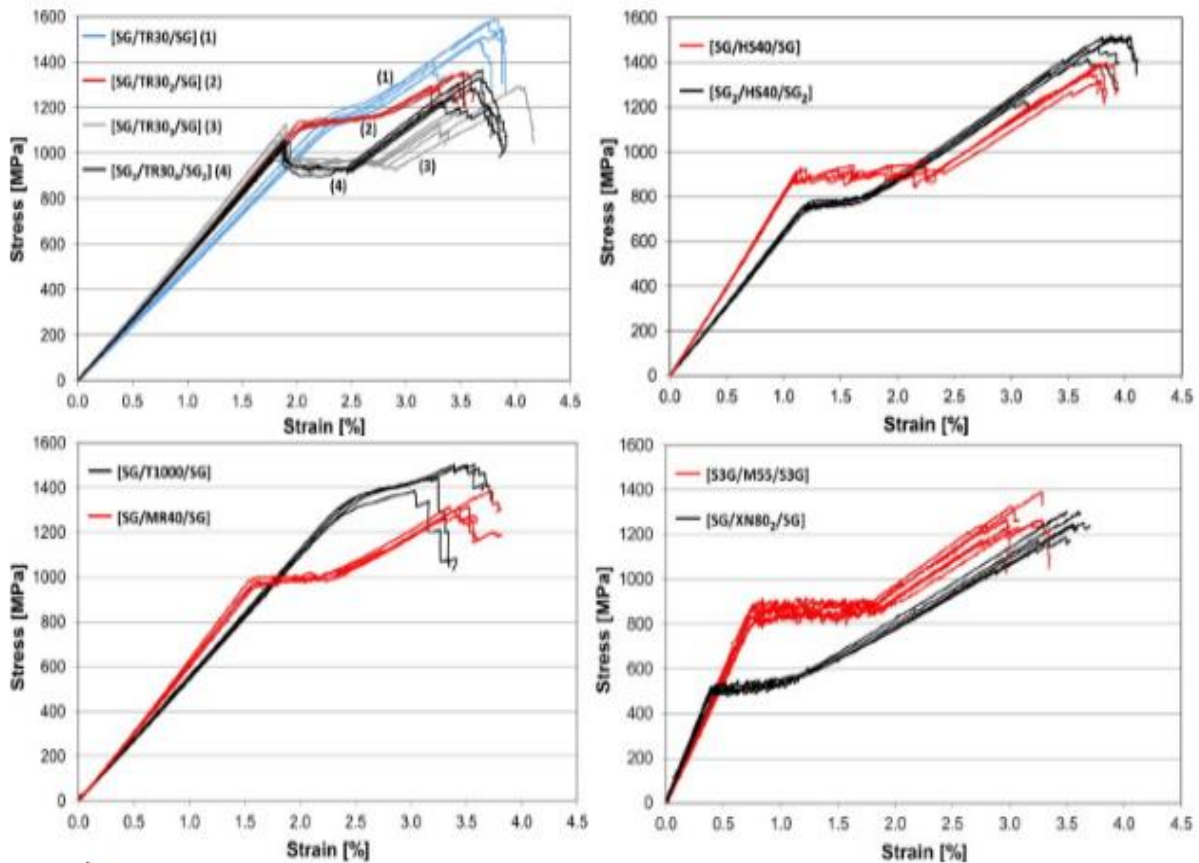 1600
1400
1200
1000
800
600
400
200
0
Stress [MPa]
[SG/TR30/SG] (1)
[SG/TR30₂/SG] (2)
[SG/TR30₃/SG] (3)
(1)
(2)
(3)
(4)
0.0 0.5 1.0 1.5 2.0 2.5 3.0 3.5 4.0 4.5
Strain [%]
1600
1400
1200
1000
800
600
400
200
0
Stress [MPa]
[SG/HS40/SG]
[SG₂/HS40/SG₂]
0.0 0.5 1.0 1.5 2.0 2.5 3.0 3.5 4.0 4.5
Strain [%]
1600
1400
1200
1000
800
600
400
200
0
Stress [MPa]
[SG/T1000/SG]
[SG/MR40/SG]
0.0 0.5 1.0 1.5 2.0 2.5 3.0 3.5 4.0 4.5
Strain [%]
1600
1400
1200
1000
800
600
400
200
0
Stress [MPa]
[S3G/M55/S3G]
[SG/XN80₂/SG]
0.0 0.5 1.0 1.5 2.0 2.5 3.0 3.5 4.0 4.5
Strain [%]